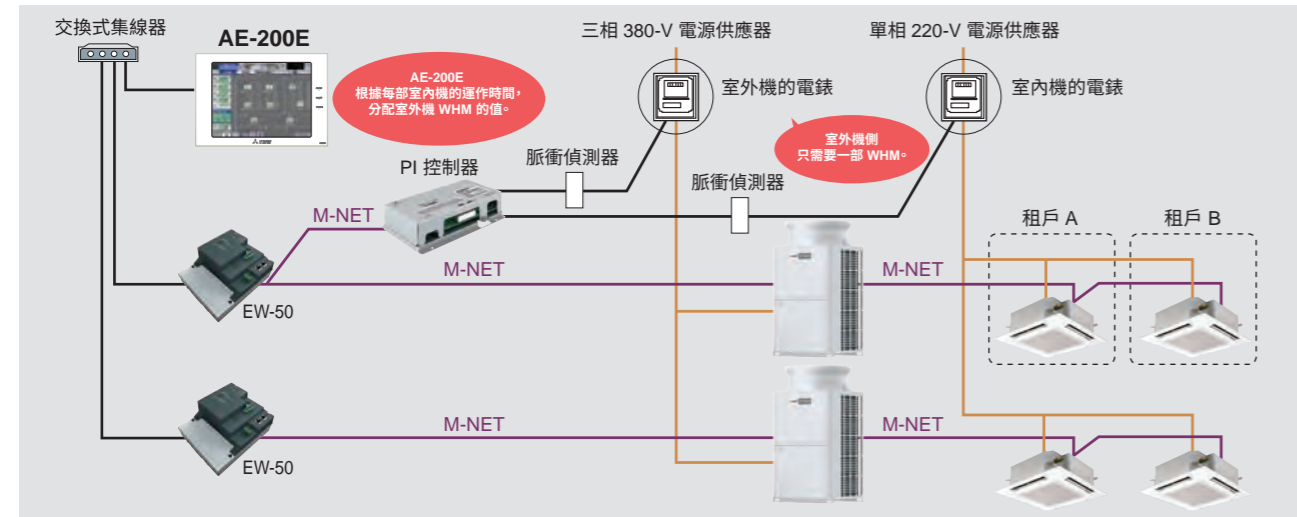 交換式集線器
AE-200E
三相 380-V 電源供應器
單相 220-V 電源供應器
AE-200E
根據每部室內機的運作時間，
分配室外機 WHM 的值。
室外機的電錶
室內機的電錶
室外機側
只需要一部 WHM。
PI 控制器
脈衝偵測器
脈衝偵測器
M-NET
租戶 A
租戶 B
M-NET
M-NET
EW-50
M-NET
M-NET
EW-50